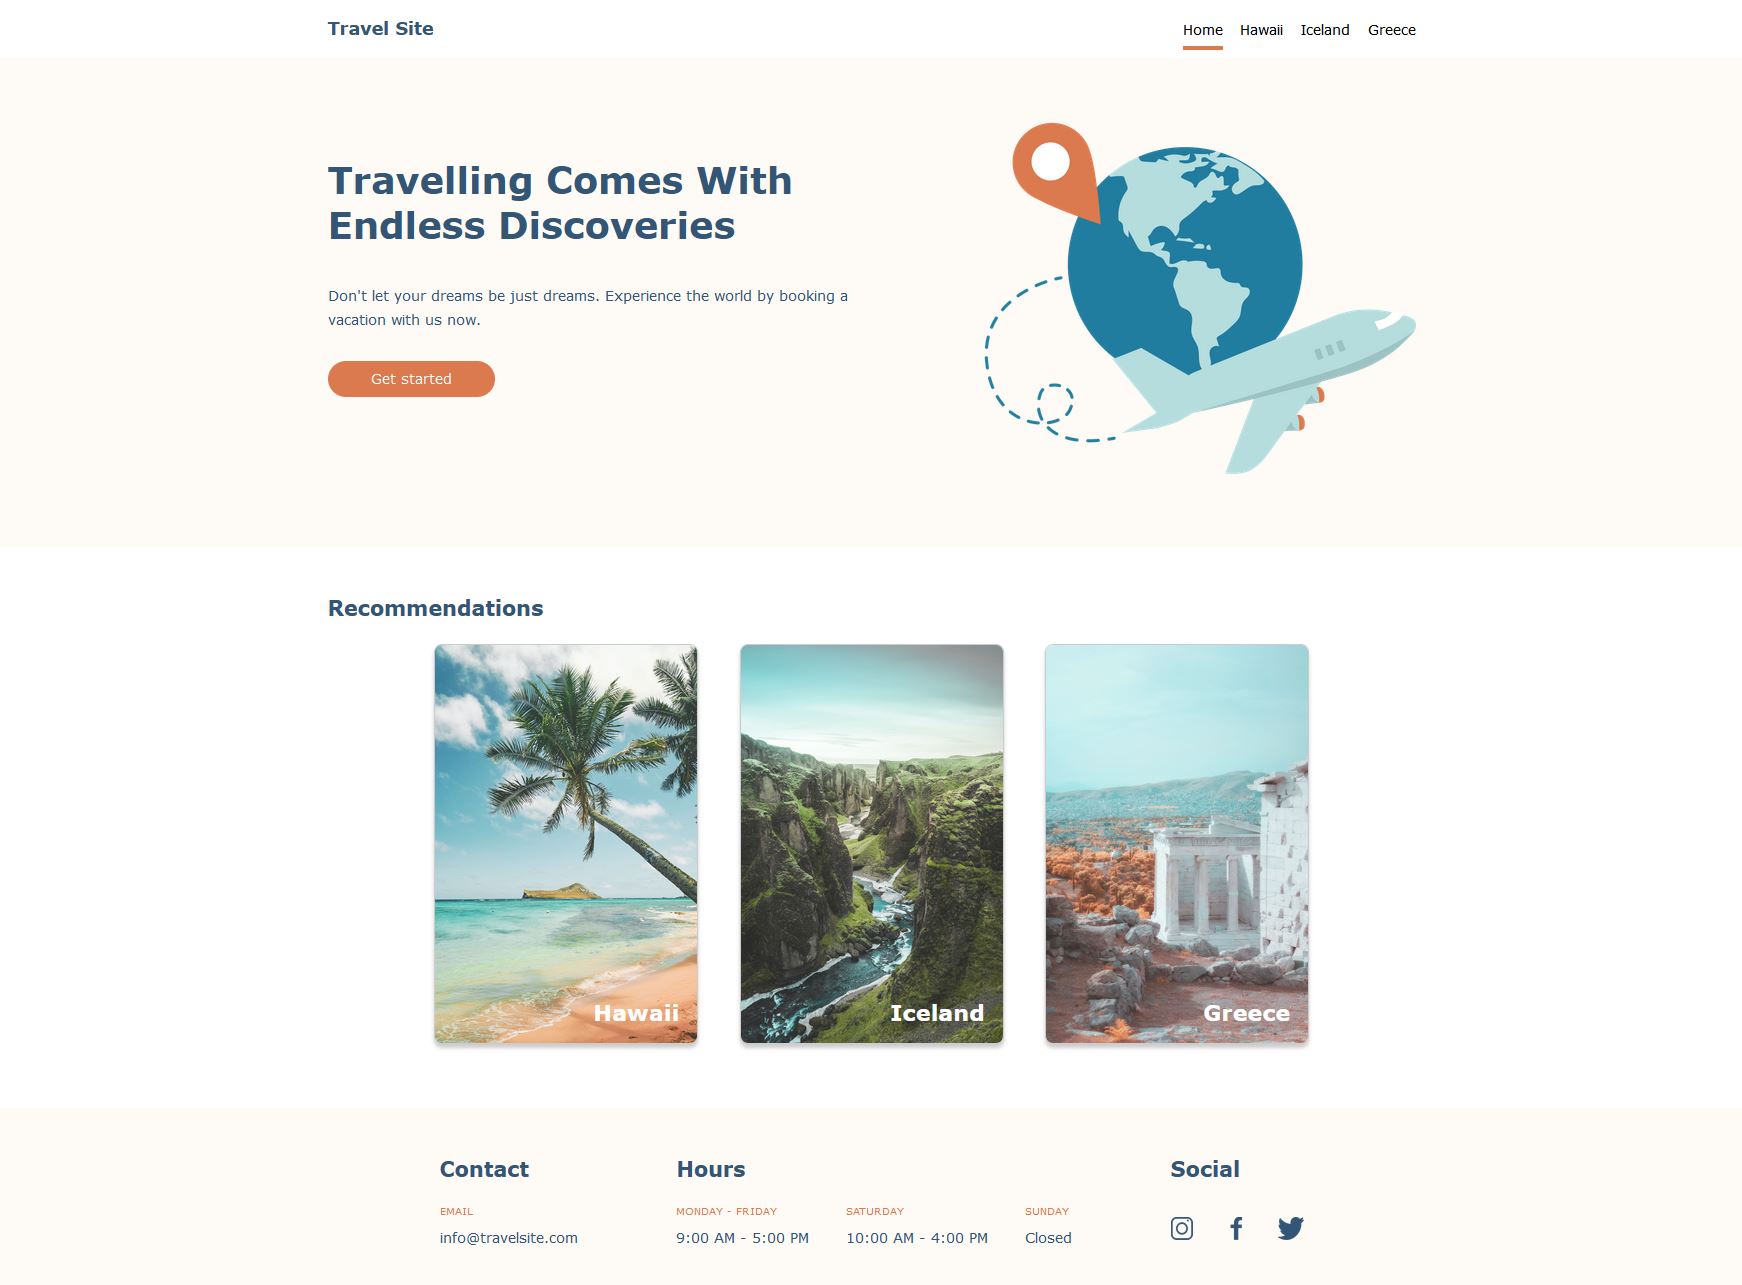 Travel Site
Home Hawaii Iceland Greece
Travelling Comes With
Endless Discoveries
Don't let your dreams be just dreams. Experience the world by booking a
vacation with us now.
Get started
Recommendations
Hawaii
Iceland
Greece
Contact
EMAIL
info@travelsite.com
Hours
MONDAY - FRIDAY
9:00 AM - 5:00 PM
SATURDAY
10:00 AM - 4:00 PM
SUNDAY
Closed
Social